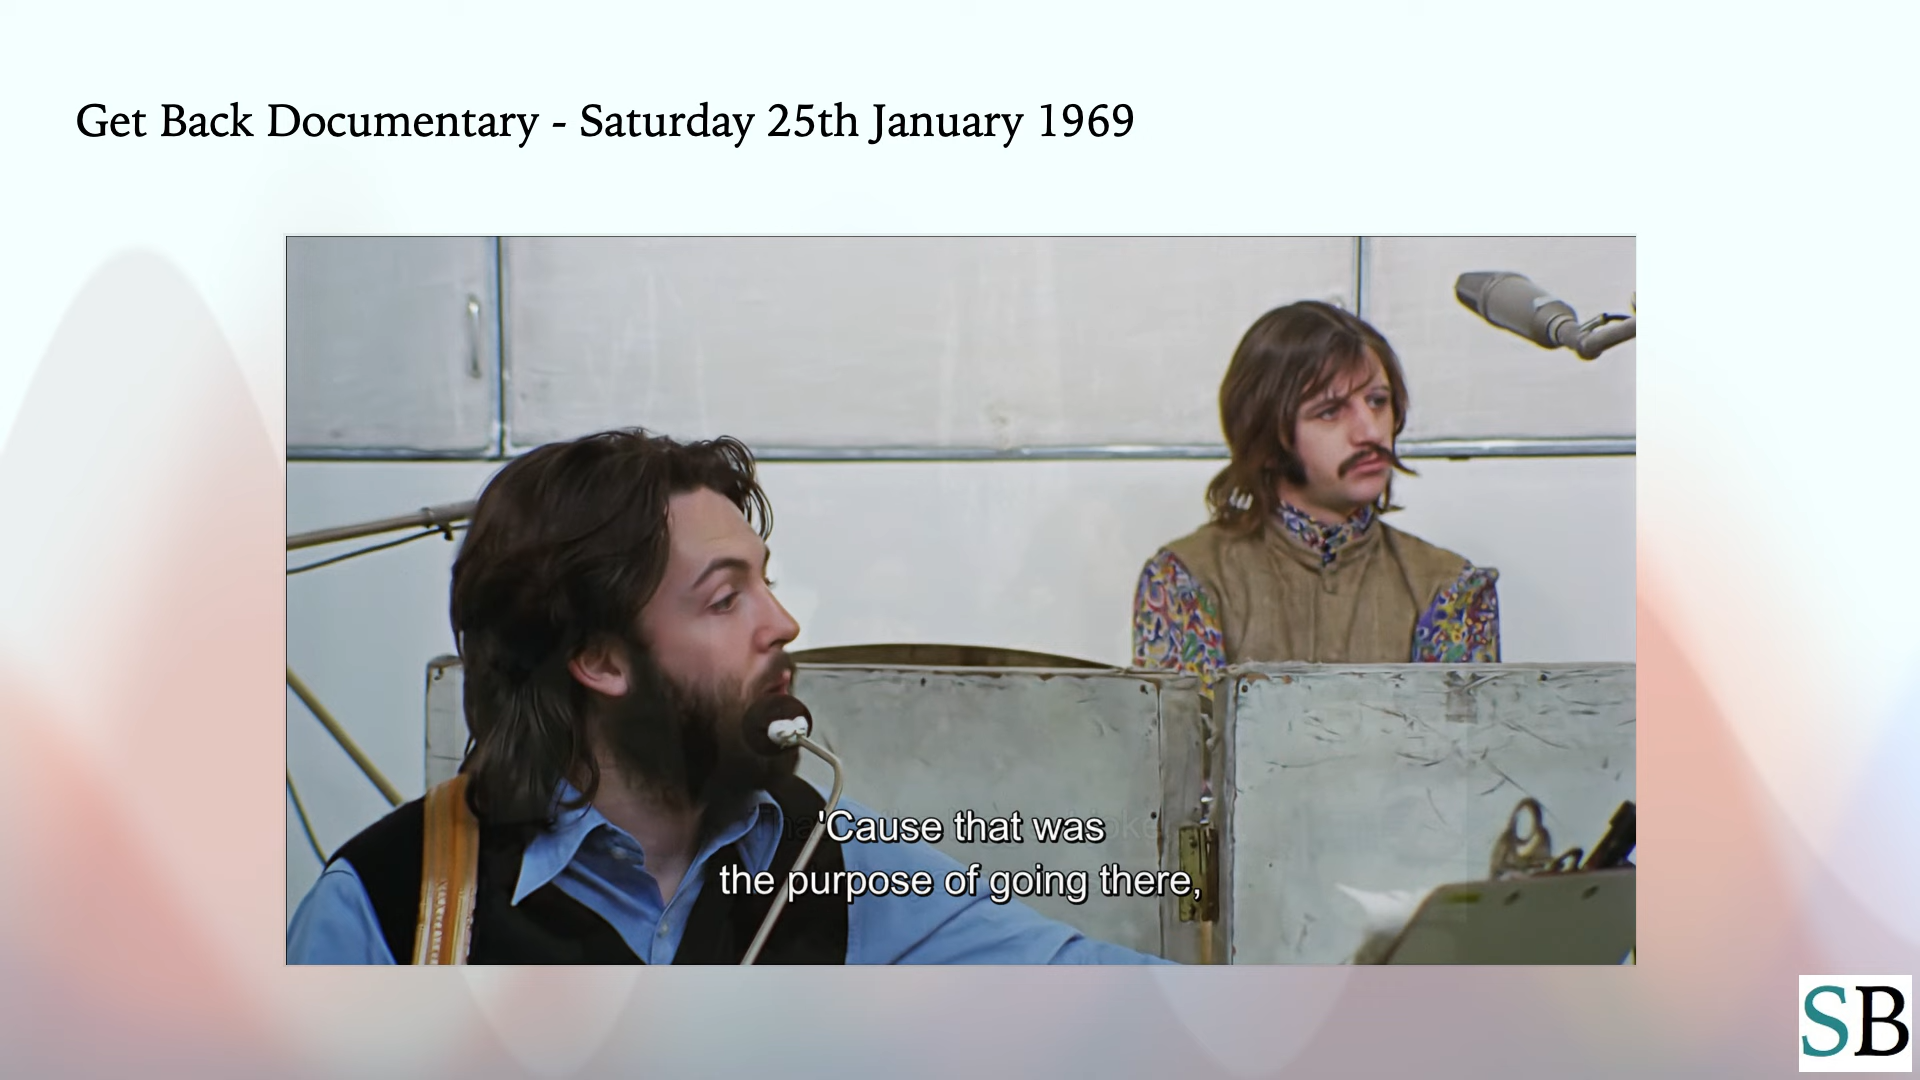 Get Back Documentary - Saturday 25th January 1969
'Cause that was
the purpose of going there,
SB